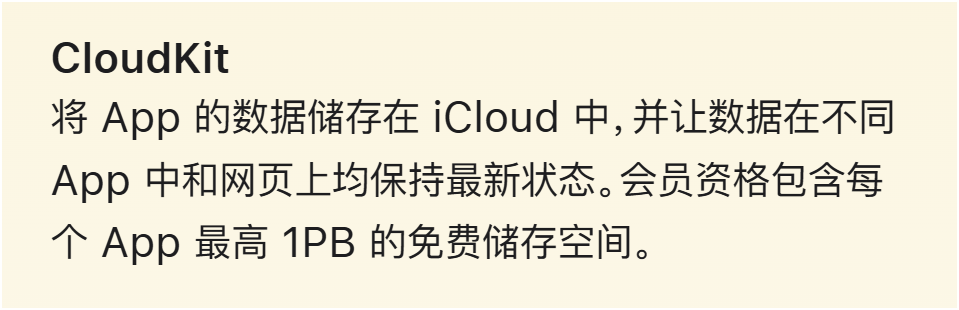 CloudKit
将 App 的数据储存在 iCloud 中，并让数据在不同
App 中和网页上均保持最新状态。会员资格包含每
个 App 最高 1PB 的免费储存空间。